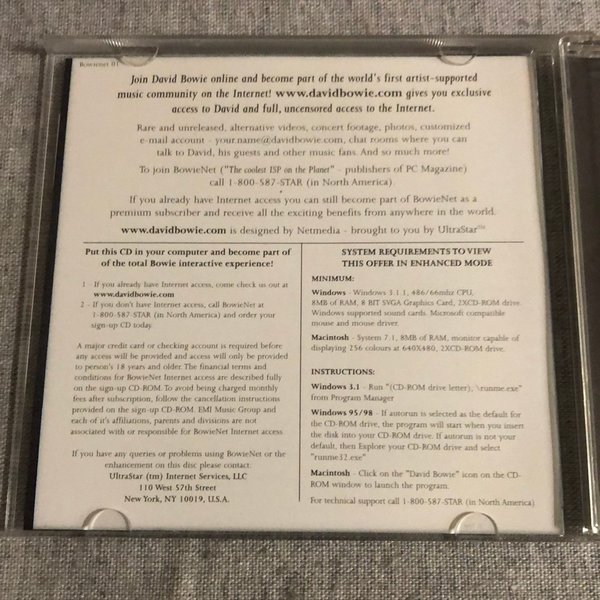 Bowienet 01
Join David Bowie online and become part of the world's first artist-supported
music community on the Internet! www.davidbowie.com gives you exclusive
access to David and full, uncensored access to the Internet.
Rare and unreleased, alternative videos, concert footage, photos, customized
e-mail account - your.name@davidbowie.com, chat rooms where you can
talk to David, his guests and other music fans. And so much more!
To join BowieNet ("The coolest ISP on the Planet" - publishers of PC Magazine)
call 1-800-587-STAR (in North America).
If you already have Internet access you can still become part of BowieNet as a
premium subscriber and receive all the exciting benefits from anywhere in the world.
www.davidbowie.com is designed by Netmedia - brought to you by UltraStar™
Put this CD in your computer and become part of
of the total Bowie interactive experience!
1 - If you already have Internet access, come check us out at
www.davidbowie.com
2 - If you don't have Internet access, call BowieNet at
1-800-587-STAR (in North America) and order your
sign-up CD today.
A major credit card or checking account is required before
any access will be provided and access will only be provided
to person's 18 years and older. The financial terms and
conditions for BowieNet Internet access are described fully
on the sign-up CD-ROM. To avoid being charged monthly
fees after subscription, follow the cancellation instructions
provided on the sign-up CD-ROM. EMI Music Group and
each of it's affiliations, parents and divisions are not
associated with or responsible for BowieNet Internet access
If you have any queries or problems using BowieNet or the
enhancement on this disc please contact.
UltraStar (tm) Internet Services, LLC
110 West 57th Street
New York, NY 10019, U.S.A.
SYSTEM REQUIREMENTS TO VIEW
THIS OFFER IN ENHANCED MODE
MINIMUM:
Windows - Windows 3.1.1, 486/66mhz CPU,
8MB of RAM, 8 BIT SVGA Graphics Card, 2XCD-ROM drive.
Windows supported sound cards. Microsoft compatible
mouse and mouse driver.
Macintosh - System 7.1, 8MB of RAM, monitor capable of
displaying 256 colours at 640X480, 2XCD-ROM drive.
INSTRUCTIONS:
Windows 3.1 - Run "(CD-ROM drive letter); \runme.exe"
from Program Manager
Windows 95/98 - If autorun is selected as the default for
the CD-ROM drive, the program will start when you insert
the disk into your CD-ROM drive. If autorun is not your
default, then Explore your CD-ROM drive and select
"runme32.exe"
Macintosh - Click on the "David Bowie" icon on the CD-
ROM window to launch the program.
For technical support call 1-800-587-STAR (in North America)